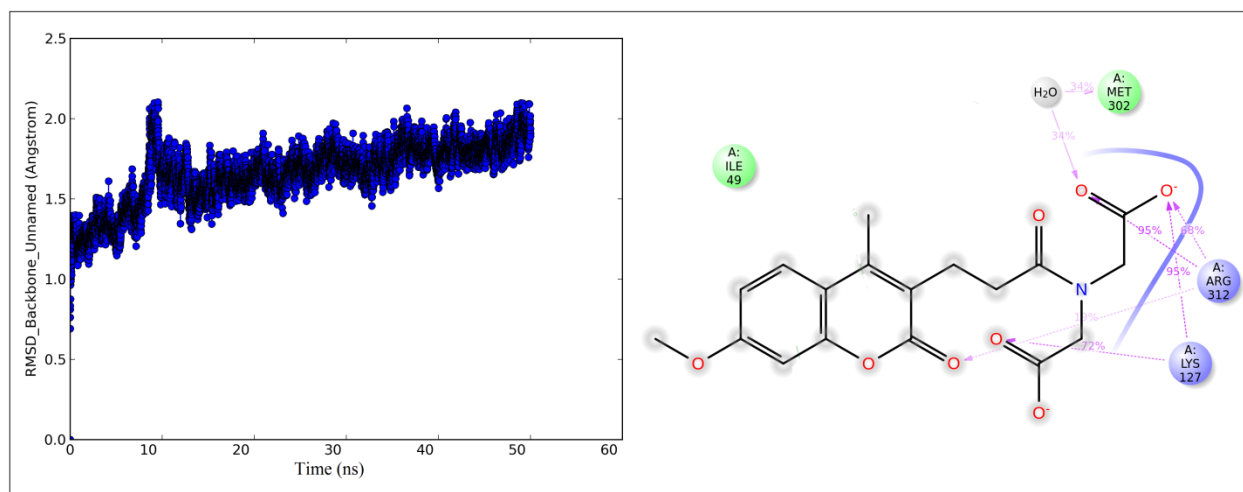 RMSD_Backbone_Unnamed (Angstrom)
2.5
2.0
1.5
1.0
0.5
0.0
0
10
20
30
40
50
60
Time (ns)
H₂O
34%
A:
MET
302
34%
A:
ILE
49
O
O⁻
O
95%
68%
95%
A:
ARG
312
N
19%
O
O
O
O
72%
A:
LYS
127
O⁻